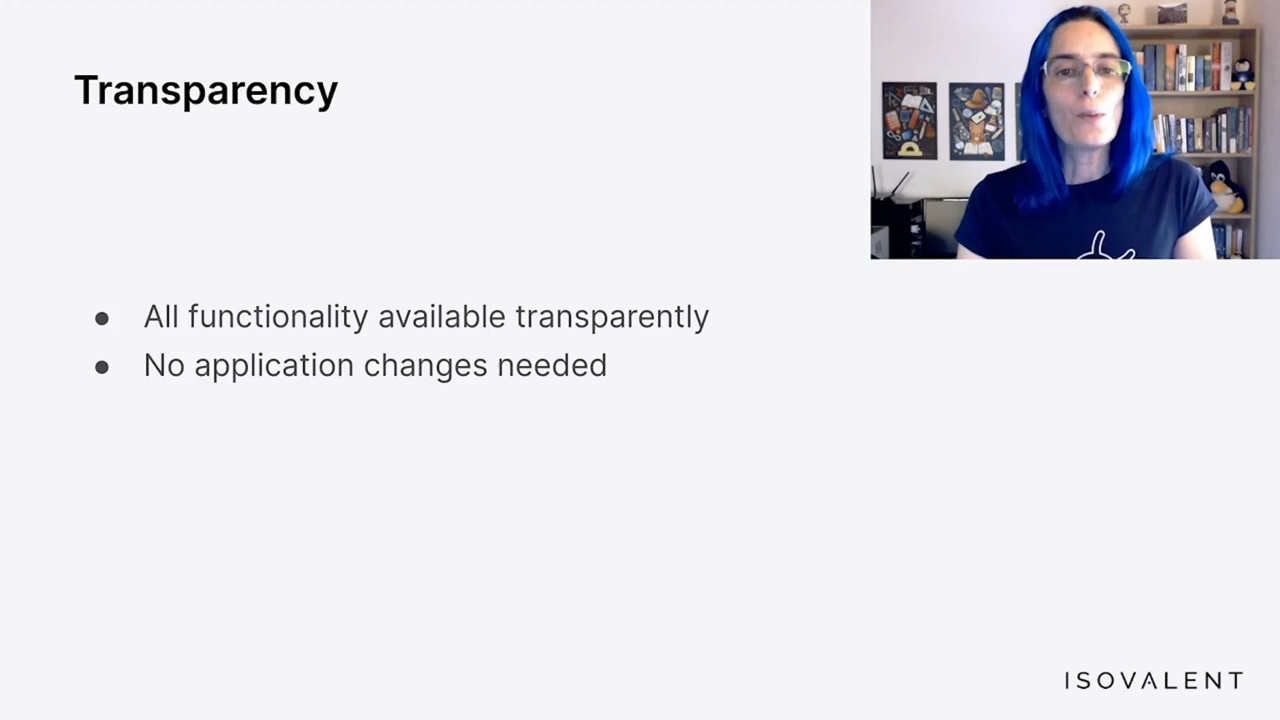 Transparency
● All functionality available transparently
● No application changes needed
ISOVALENT